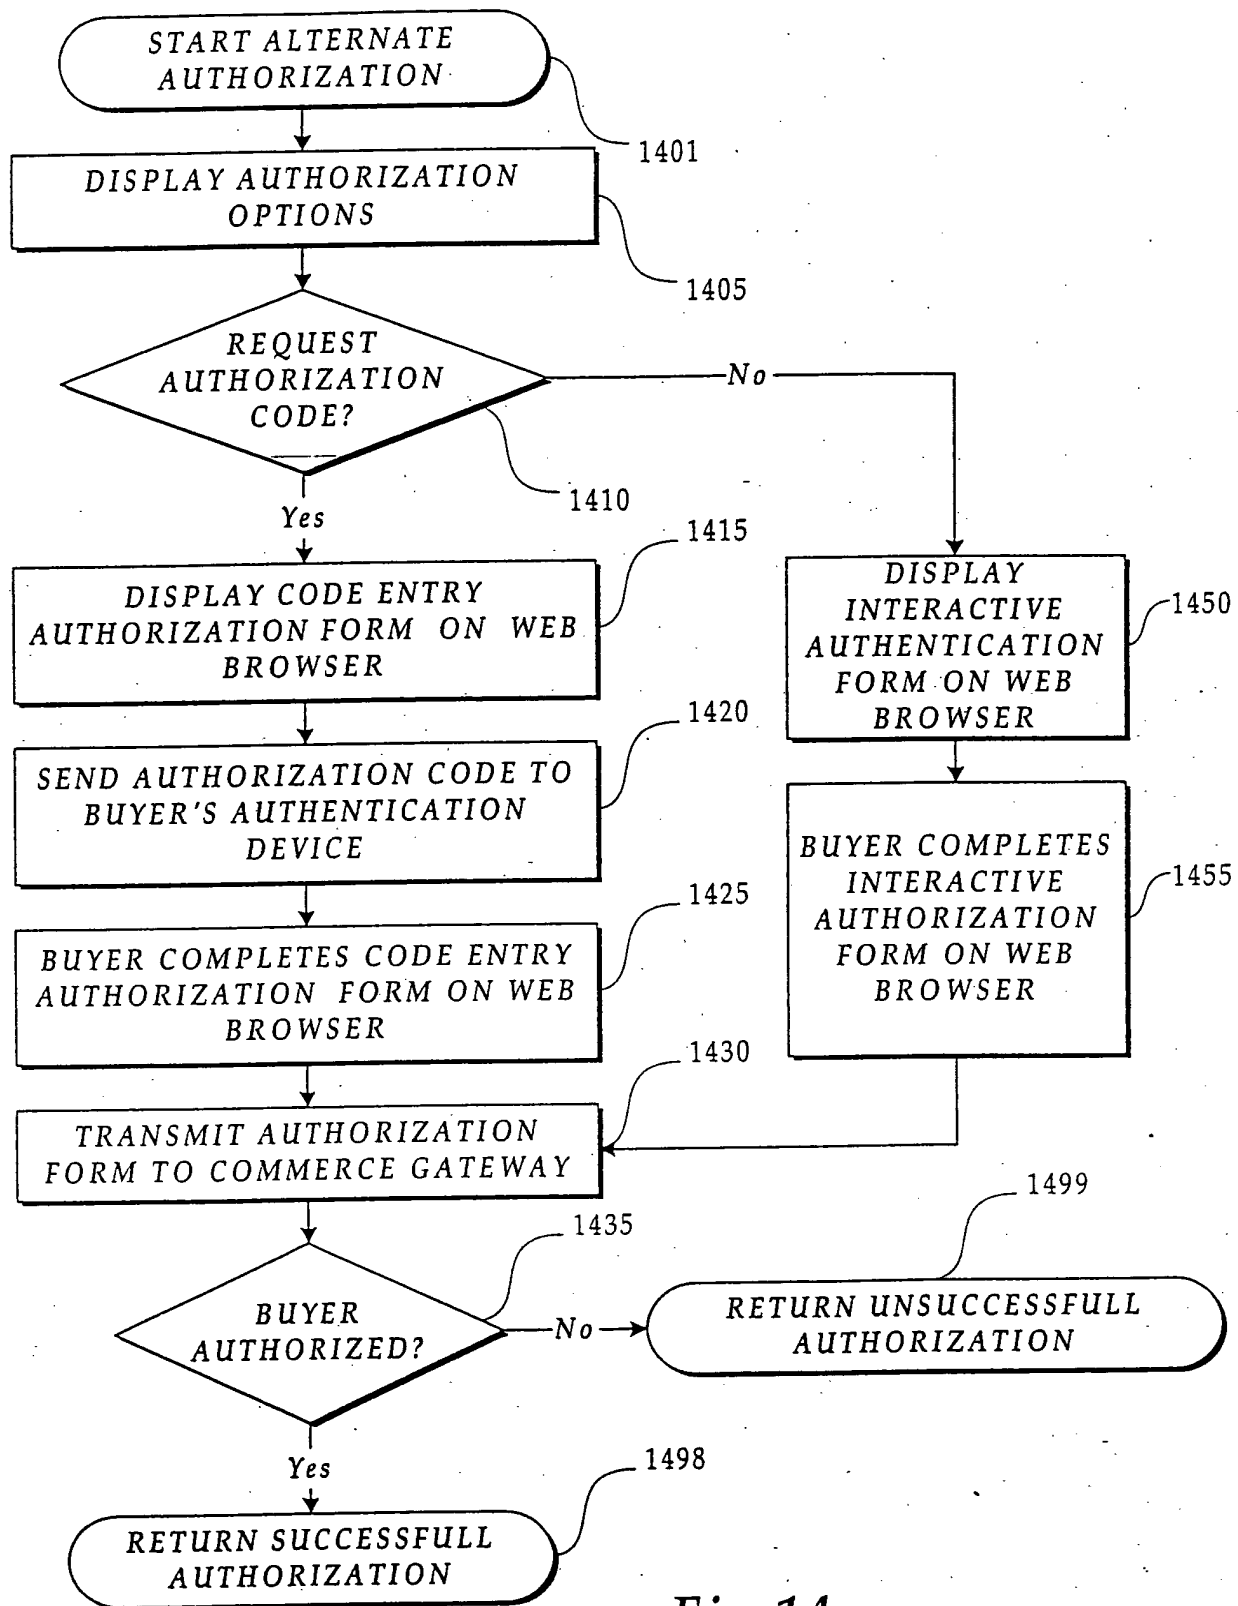 START ALTERNATE
AUTHORIZATION
1401
DISPLAY AUTHORIZATION
OPTIONS
1405
REQUEST
AUTHORIZATION
CODE?
No
1410
Yes
1415
DISPLAY CODE ENTRY
AUTHORIZATION FORM ON WEB
BROWSER
DISPLAY
INTERACTIVE
AUTHENTICATION
FORM ON WEB
BROWSER
1450
1420
SEND AUTHORIZATION CODE TO
BUYER'S AUTHENTICATION
DEVICE
BUYER COMPLETES
INTERACTIVE
AUTHORIZATION
FORM ON WEB
BROWSER
1455
1425
BUYER COMPLETES CODE ENTRY
AUTHORIZATION FORM ON WEB
BROWSER
1430
TRANSMIT AUTHORIZATION
FORM TO COMMERCE GATEWAY
1435
BUYER
AUTHORIZED?
No
1499
RETURN UNSUCCESSFULL
AUTHORIZATION
Yes
1498
RETURN SUCCESSFULL
AUTHORIZATION
Fig. 14